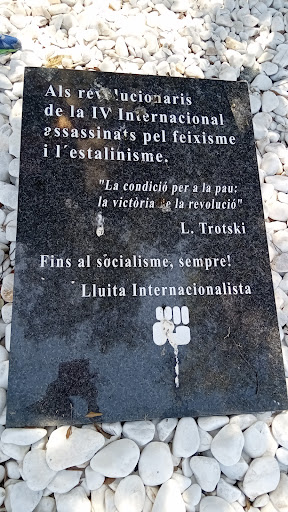 Als revolucionaris
de la IV Internacional
assassinats pel feixisme
i l´estalinisme.
"La condició per a la pau:
la victòria de la revolució"
L. Trotski
Fins al socialisme, sempre!
Lluita Internacionalista